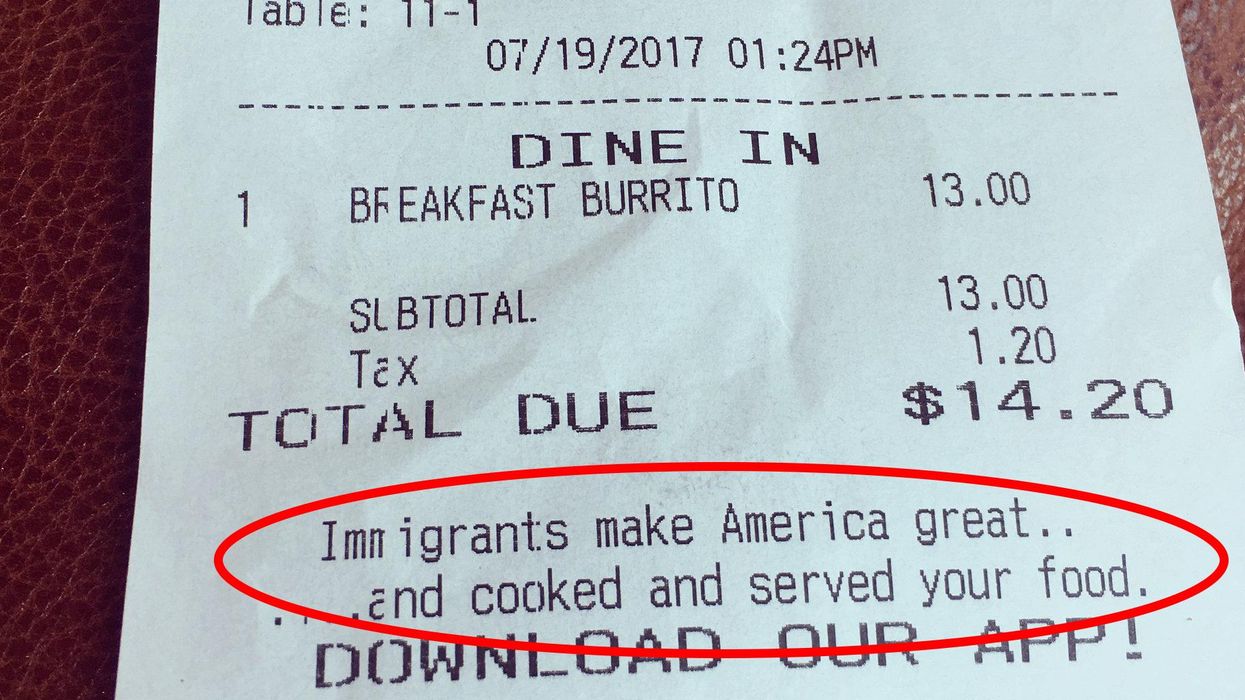 Table: 11-1
07/19/2017 01:24PM
DINE IN
1 BREAKFAST BURRITO 13.00
SUBTOTAL 13.00
Tax 1.20
TOTAL DUE $14.20
Immigrants make America great..
....and cooked and served your food.
DOWNLOAD OUR APP!